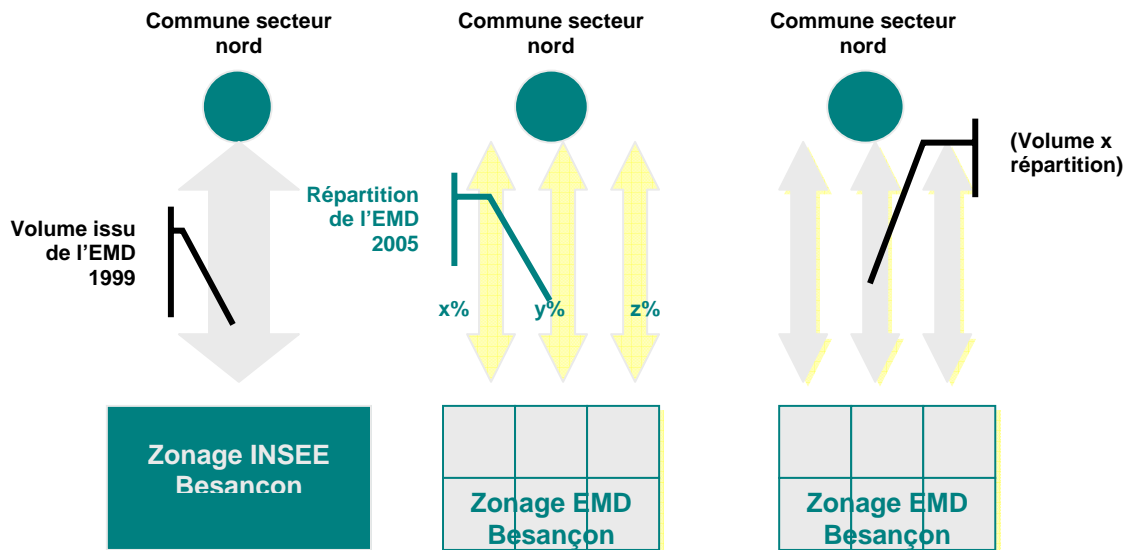 Commune secteur
nord
Commune secteur
nord
Commune secteur
nord
Volume issu
de l'EMD
1999
Répartition
de l'EMD
2005
(Volume x
répartition)
x%
y%
z%
Zonage INSEE
Besançon
Zonage EMD
Besançon
Zonage EMD
Besançon